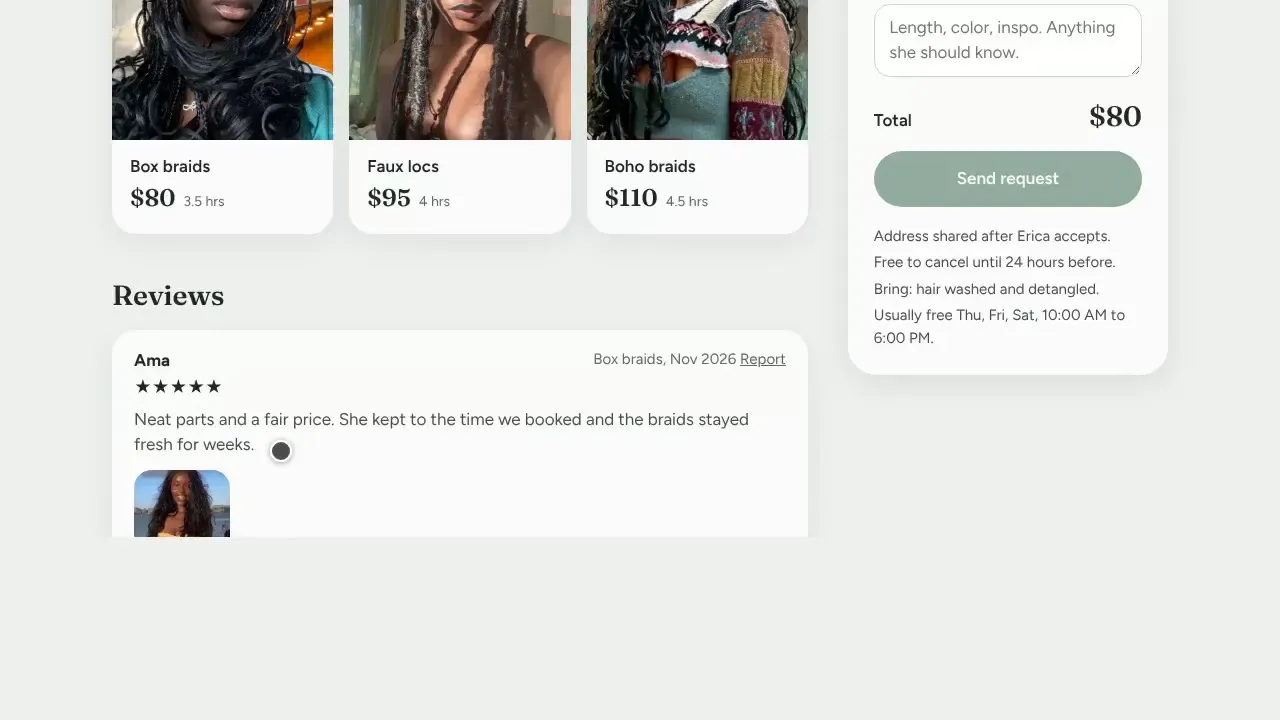 Box braids
$80 3.5 hrs
Faux locs
$95 4 hrs
Boho braids
$110 4.5 hrs
Reviews
Ama
Box braids, Nov 2026 Report
★★★★★
Neat parts and a fair price. She kept to the time we booked and the braids stayed
fresh for weeks.
Length, color, inspo. Anything
she should know.
Total $80
Send request
Address shared after Erica accepts.
Free to cancel until 24 hours before.
Bring: hair washed and detangled.
Usually free Thu, Fri, Sat, 10:00 AM to
6:00 PM.